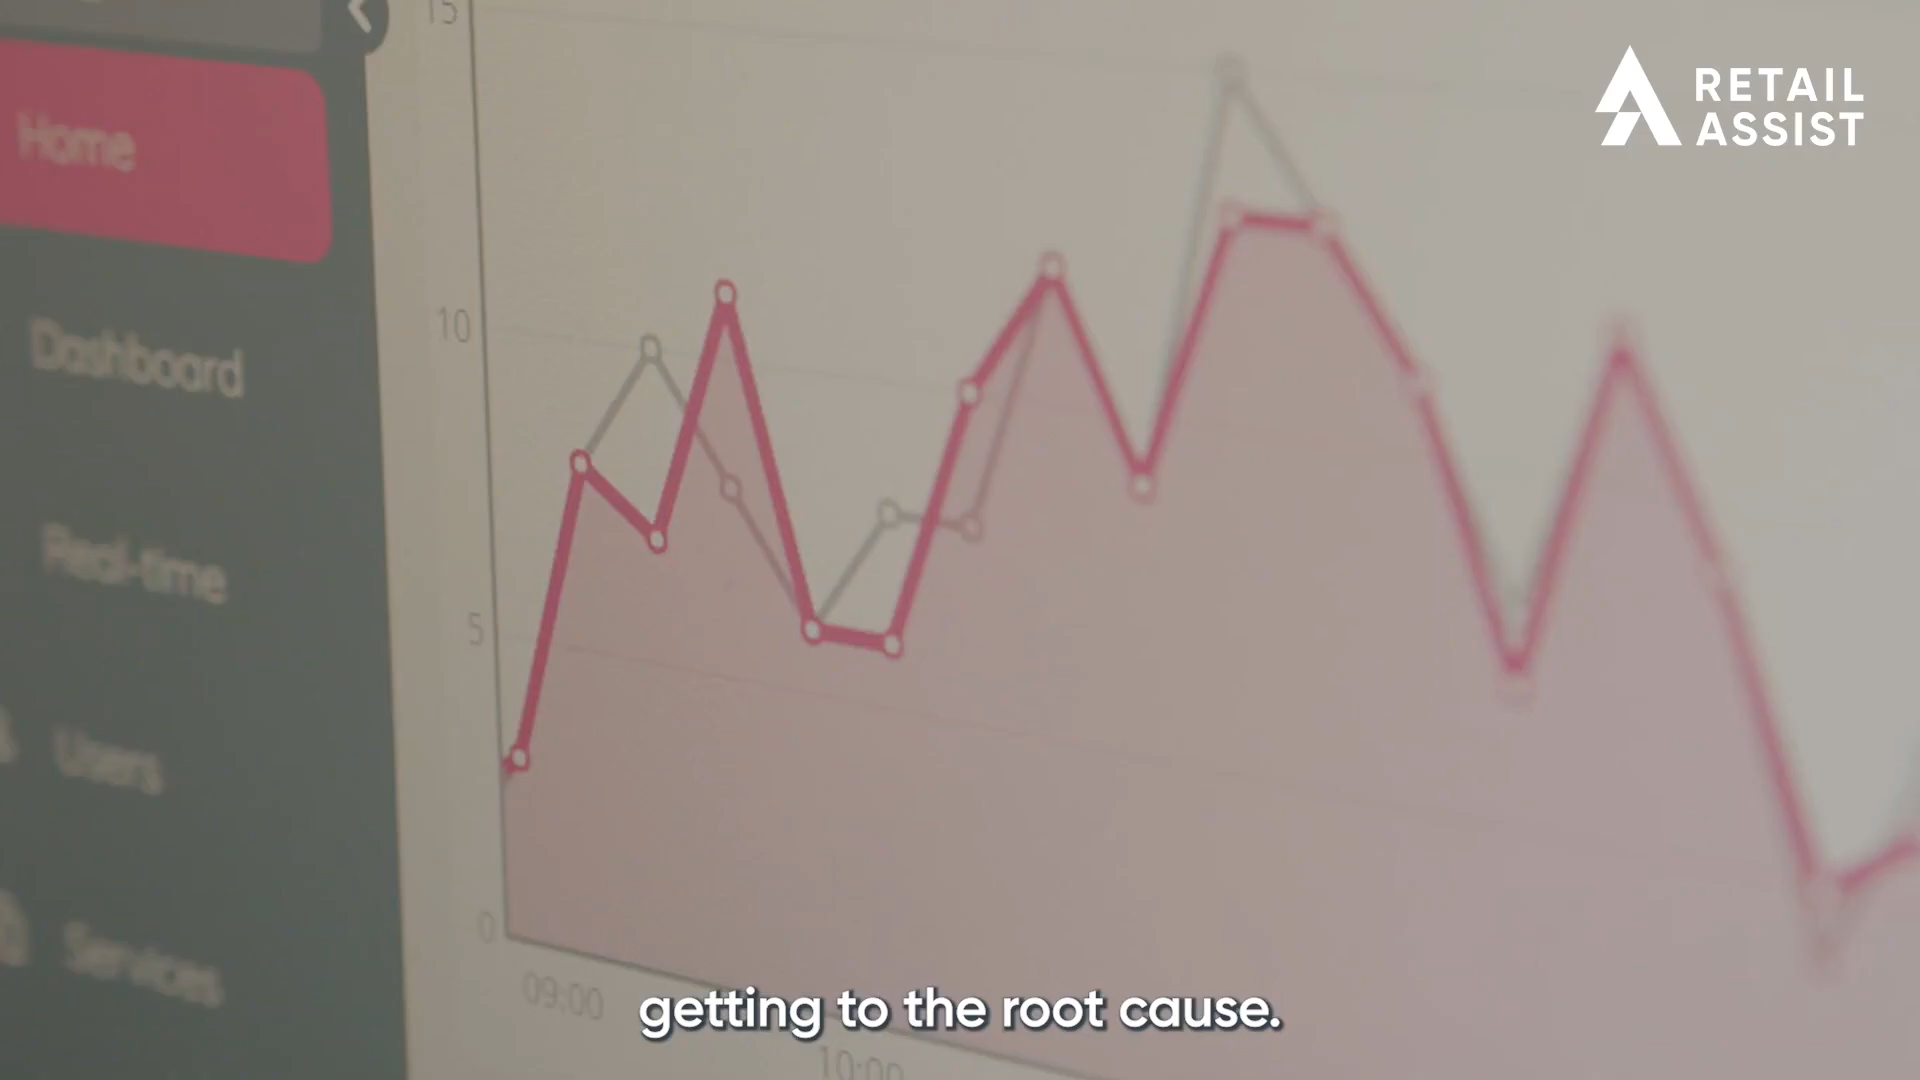 15
RETAIL
ASSIST
Home
10
Dashboard
Real-time
5
Users
0
Services
09:00
getting to the root cause.
10:00